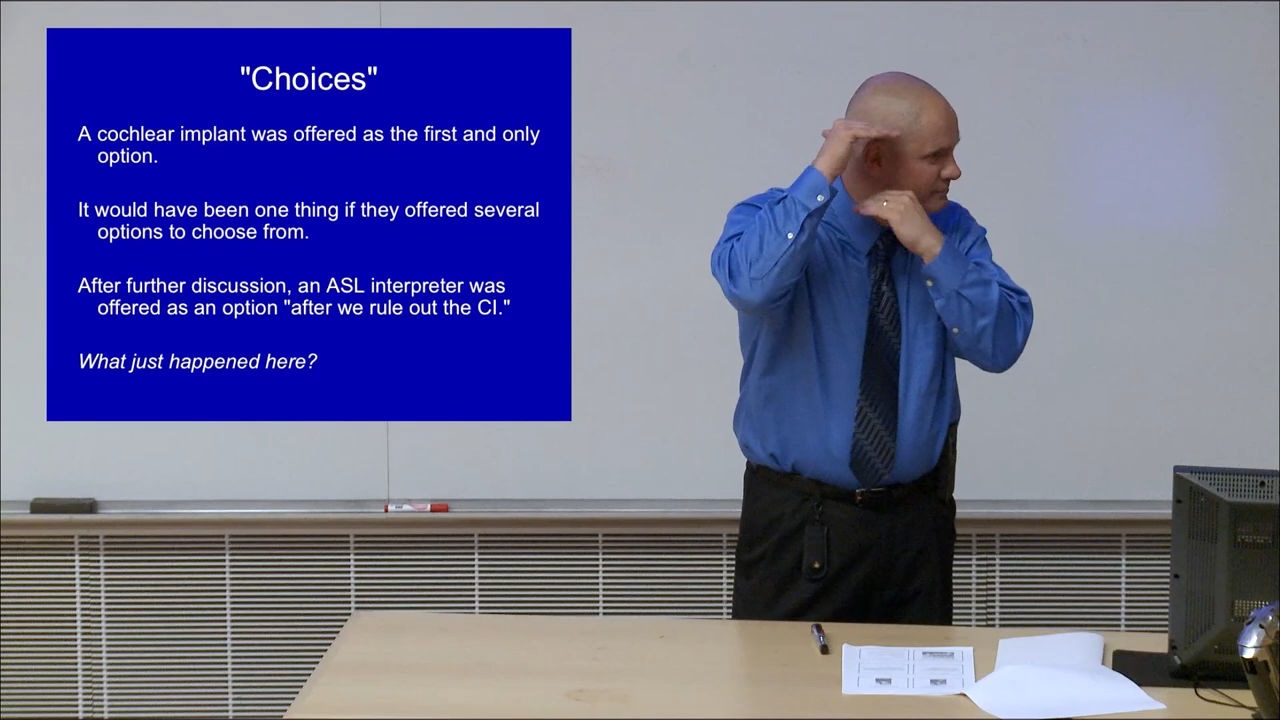 "Choices"
A cochlear implant was offered as the first and only
option.
It would have been one thing if they offered several
options to choose from.
After further discussion, an ASL interpreter was
offered as an option "after we rule out the CI."
What just happened here?